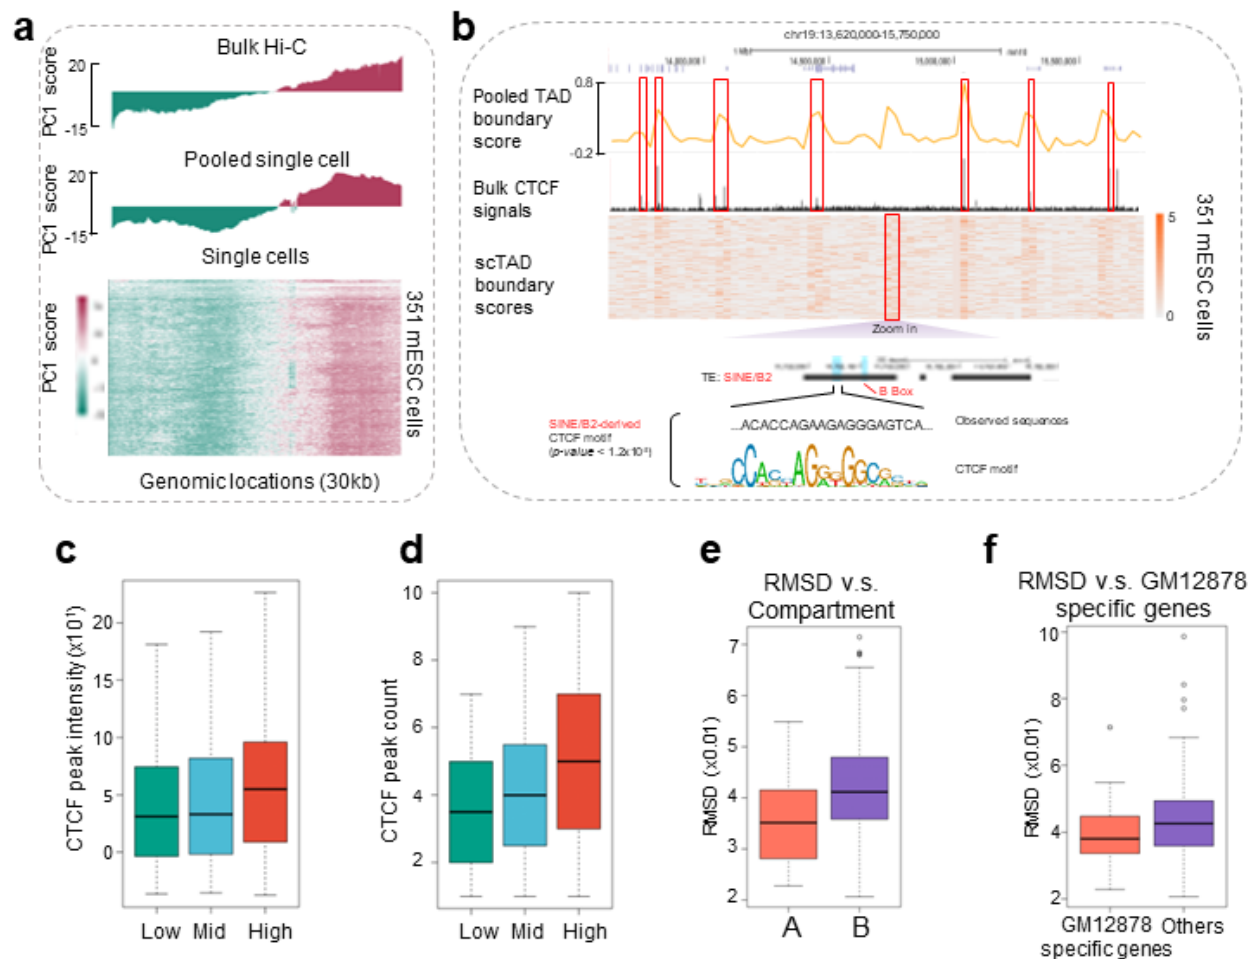 a
Bulk Hi-C
PC1 score
20
-15
Pooled single cell
PC1 score
20
-15
Single cells
PC1 score
351 mESC cells
Genomic locations (30kb)
b
chr19:13,620,000-15,750,000
Pooled TAD
boundary
score
0.8
-0.2
Bulk CTCF
signals
scTAD
boundary
scores
5
0
351 mESC cells
Zoom in
TE: SINE/B2
B Box
SINE/B2-derived
CTCF motif
...ACACCAGAAGAGGGAGTCA...
Observed sequences
CTCF motif
c
CTCF peak intensity (x10¹)
20
15
10
5
0
Low Mid High
d
CTCF peak count
10
8
6
4
2
Low Mid High
e
RMSD v.s.
Compartment
RMSD (x0.01)
7
6
5
4
3
2
A B
f
RMSD v.s. GM12878
specific genes
RMSD (x0.01)
10
8
6
4
2
GM12878 Others
specific genes